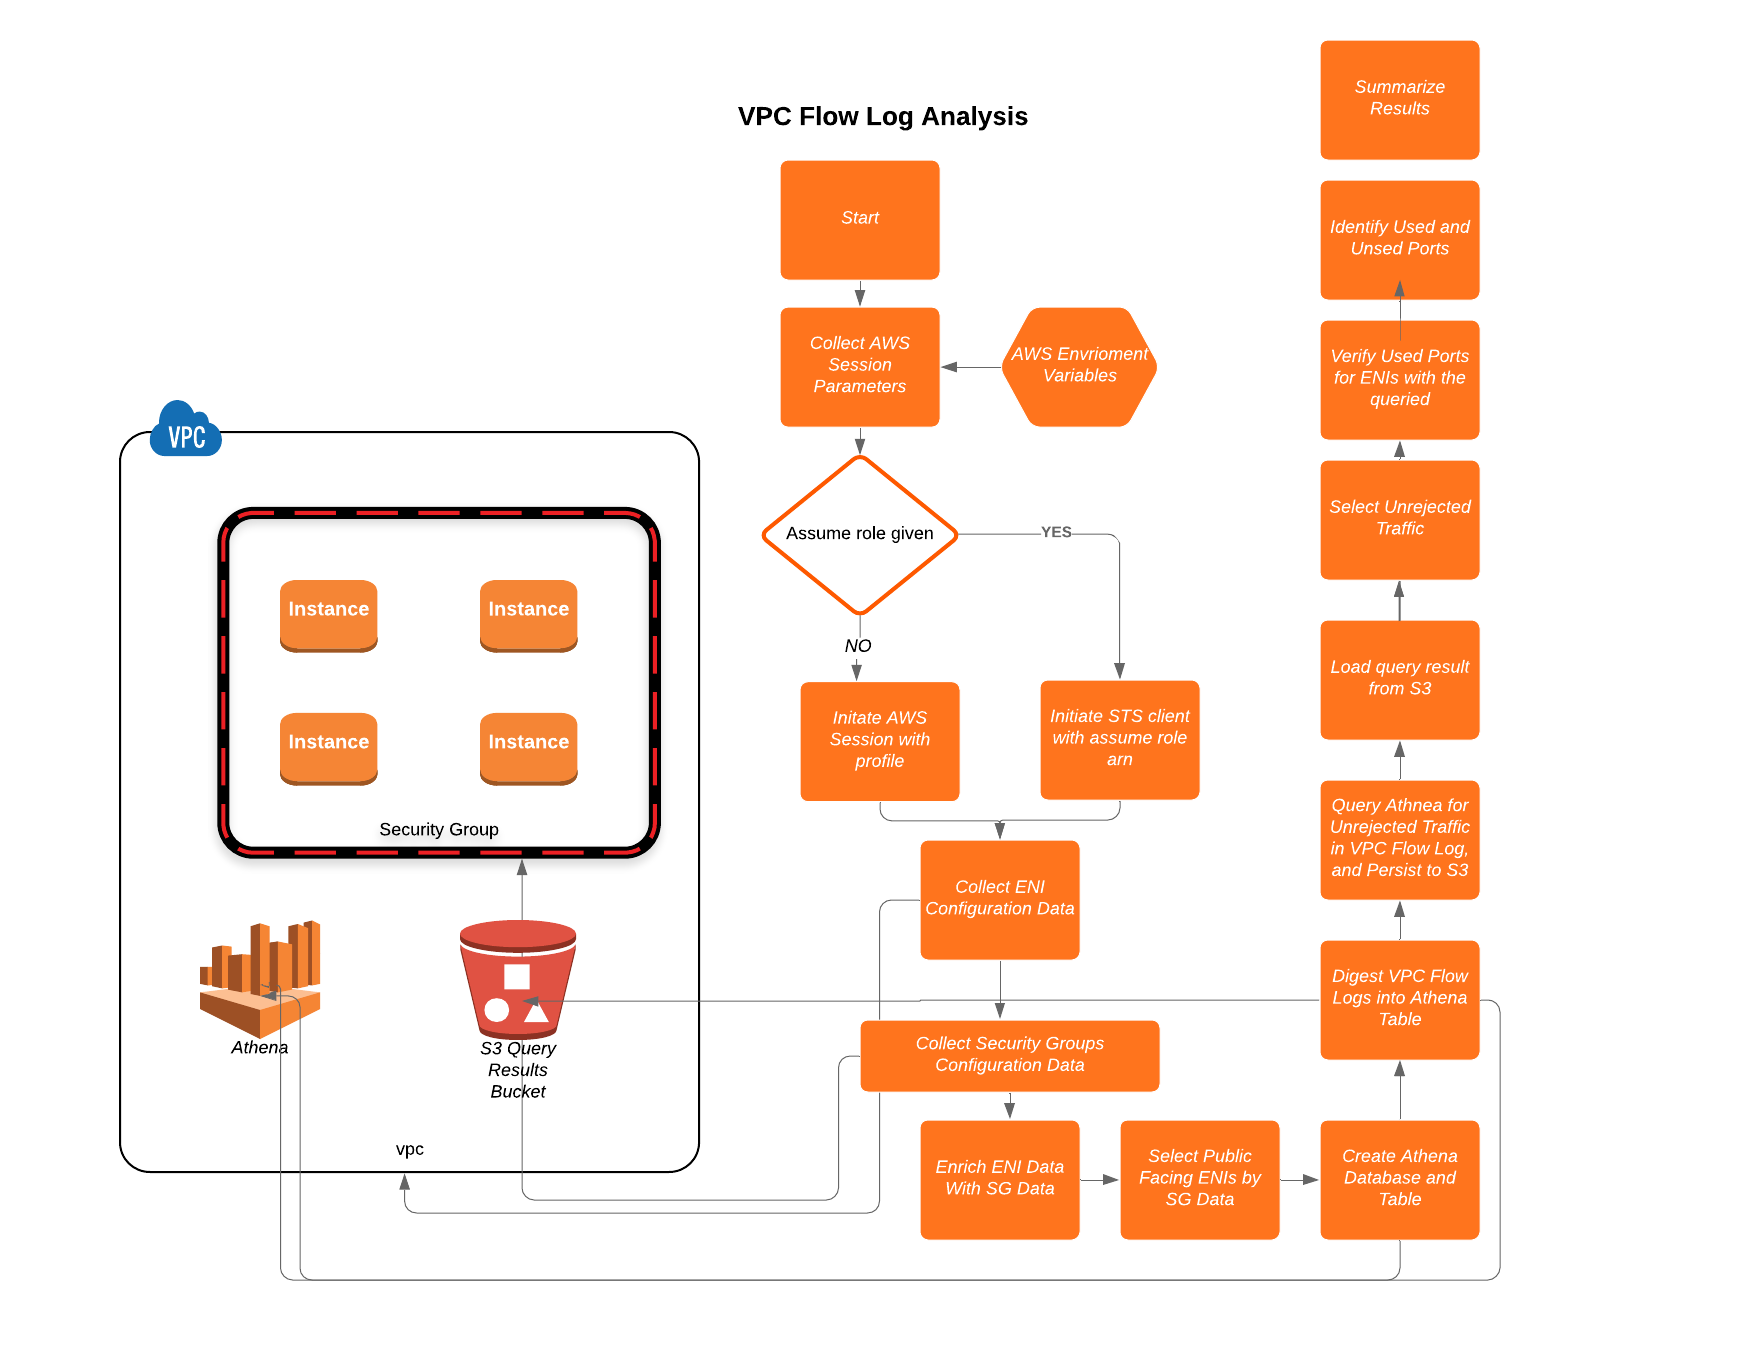 VPC Flow Log Analysis
Start
Collect AWS
Session
Parameters
AWS Envrioment
Variables
Assume role given
YES
NO
Initate AWS
Session with
profile
Initiate STS client
with assume role
arn
Collect ENI
Configuration Data
Collect Security Groups
Configuration Data
Enrich ENI Data
With SG Data
Select Public
Facing ENIs by
SG Data
Create Athena
Database and
Table
Digest VPC Flow
Logs into Athena
Table
Query Athnea for
Unrejected Traffic
in VPC Flow Log,
and Persist to S3
Load query result
from S3
Select Unrejected
Traffic
Verify Used Ports
for ENIs with the
queried
Identify Used and
Unsed Ports
Summarize
Results
VPC
Instance
Instance
Instance
Instance
Security Group
Athena
S3 Query
Results
Bucket
vpc